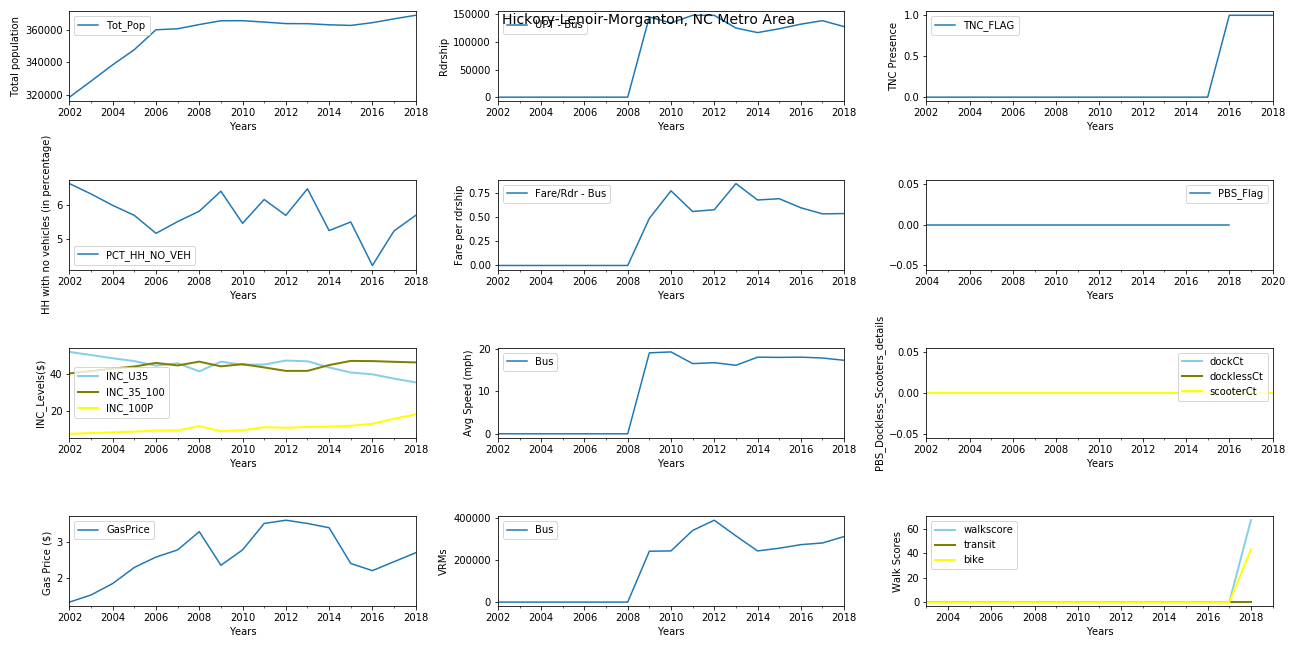 Hickory-Lenoir-Morganton, NC Metro Area
Total population
360000
340000
320000
Tot_Pop
2002 2004 2006 2008 2010 2012 2014 2016 2018
Years
Rdrship
150000
100000
50000
0
UPT - Bus
2002 2004 2006 2008 2010 2012 2014 2016 2018
Years
TNC Presence
1.0
0.5
0.0
TNC_FLAG
2002 2004 2006 2008 2010 2012 2014 2016 2018
Years
HH with no vehicles (in percentage)
6
5
PCT_HH_NO_VEH
2002 2004 2006 2008 2010 2012 2014 2016 2018
Years
Fare per rdrship
0.75
0.50
0.25
0.00
Fare/Rdr - Bus
2002 2004 2006 2008 2010 2012 2014 2016 2018
Years
0.05
0.00
−0.05
PBS_Flag
2004 2006 2008 2010 2012 2014 2016 2018 2020
Years
INC_Levels($)
40
20
INC_U35
INC_35_100
INC_100P
2002 2004 2006 2008 2010 2012 2014 2016 2018
Years
Avg Speed (mph)
20
10
0
Bus
2002 2004 2006 2008 2010 2012 2014 2016 2018
Years
PBS_Dockless_Scooters_details
0.05
0.00
−0.05
dockCt
docklessCt
scooterCt
2002 2004 2006 2008 2010 2012 2014 2016 2018
Years
Gas Price ($)
3
2
GasPrice
2002 2004 2006 2008 2010 2012 2014 2016 2018
Years
VRMs
400000
200000
0
Bus
2002 2004 2006 2008 2010 2012 2014 2016 2018
Years
Walk Scores
60
40
20
0
walkscore
transit
bike
2004 2006 2008 2010 2012 2014 2016 2018
Years